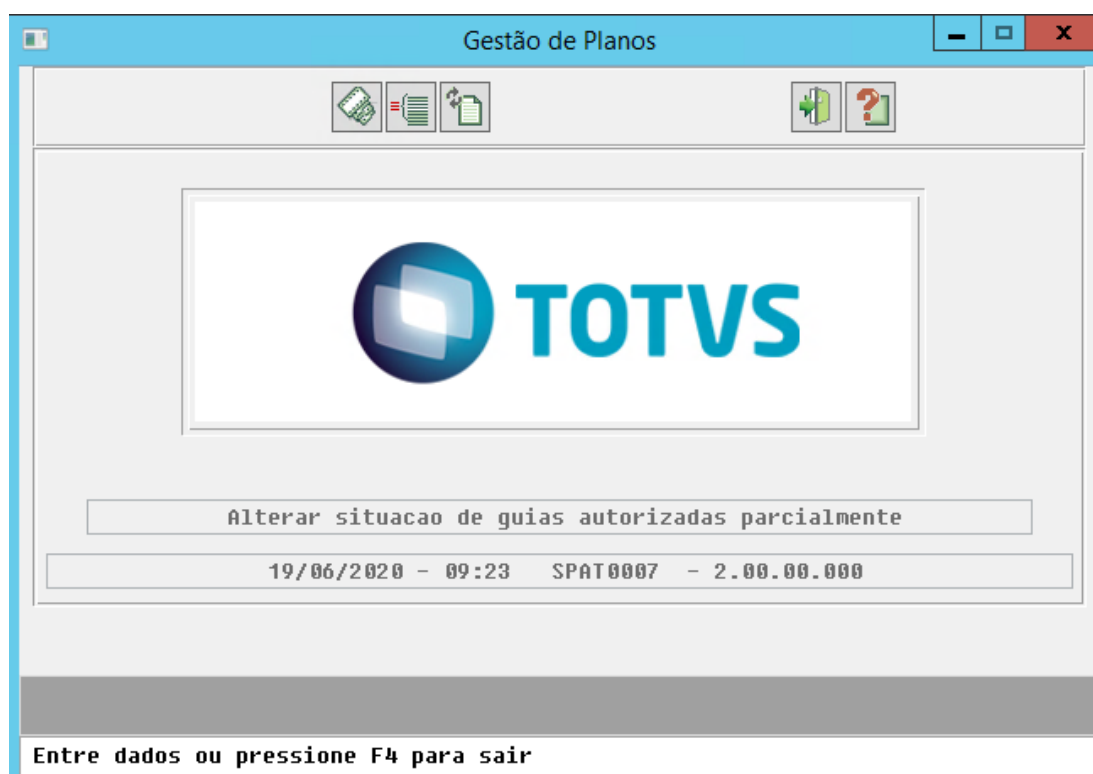 Gestão de Planos
TOTVS
Alterar situacao de guias autorizadas parcialmente
19/06/2020 - 09:23 SPAT0007 - 2.00.00.000
Entre dados ou pressione F4 para sair